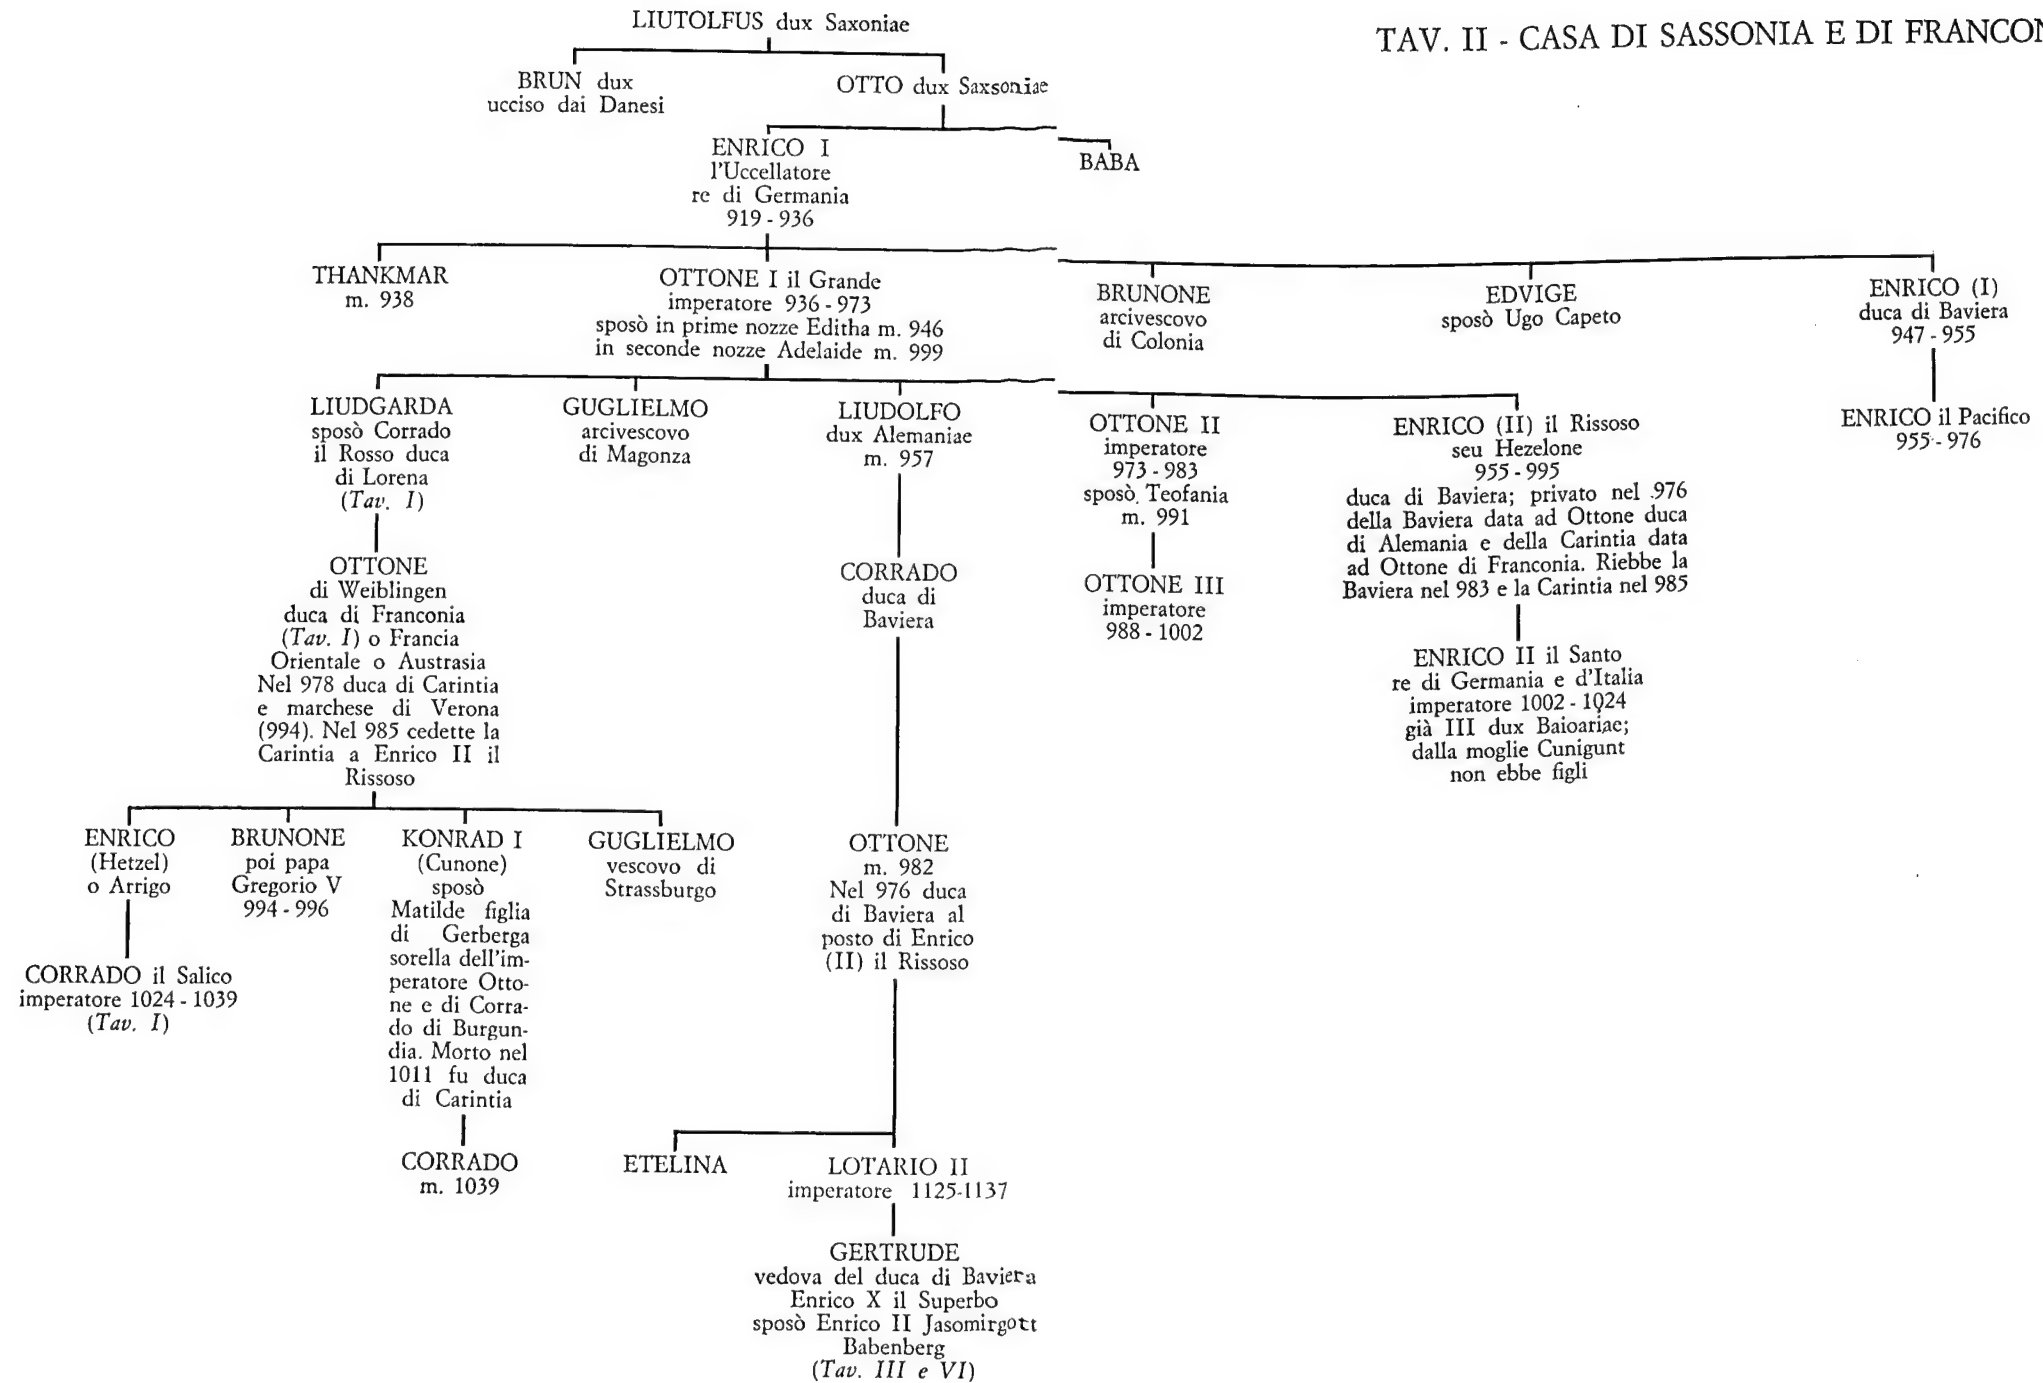 TAV. II - CASA DI SASSONIA E DI FRANCON
LIUTOLFUS dux Saxoniae
BRUN dux
ucciso dai Danesi
OTTO dux Saxsoniae
ENRICO I
l'Uccellatore
re di Germania
919 - 936
BABA
THANKMAR
m. 938
OTTONE I il Grande
imperatore 936 - 973
sposò in prime nozze Editha m. 946
in seconde nozze Adelaide m. 999
BRUNONE
arcivescovo
di Colonia
EDVIGE
sposò Ugo Capeto
ENRICO (I)
duca di Baviera
947 - 955
LIUDGARDA
sposò Corrado
il Rosso duca
di Lorena
(Tav. I)
GUGLIELMO
arcivescovo
di Magonza
LIUDOLFO
dux Alemaniae
m. 957
OTTONE II
imperatore
973 - 983
sposò Teofania
m. 991
ENRICO (II) il Rissoso
seu Hezelone
955 - 995
duca di Baviera; privato nel 976
della Baviera data ad Ottone duca
di Alemania e della Carintia data
ad Ottone di Franconia. Riebbe la
Baviera nel 983 e la Carintia nel 985
ENRICO il Pacifico
955 - 976
OTTONE
di Weiblingen
duca di Franconia
(Tav. I) o Francia
Orientale o Austrasia
Nel 978 duca di Carintia
e marchese di Verona
(994). Nel 985 cedette la
Carintia a Enrico II il
Rissoso
CORRADO
duca di
Baviera
OTTONE III
imperatore
988 - 1002
ENRICO II il Santo
re di Germania e d'Italia
imperatore 1002 - 1024
già III dux Baioariae;
dalla moglie Cunigunt
non ebbe figli
ENRICO
(Hetzel)
o Arrigo
BRUNONE
poi papa
Gregorio V
994 - 996
KONRAD I
(Cunone)
sposò
Matilde figlia
di Gerberga
sorella dell'im-
peratore Otto-
ne e di Corra-
do di Burgun-
dia. Morto nel
1011 fu duca
di Carintia
GUGLIELMO
vescovo di
Strassburgo
OTTONE
m. 982
Nel 976 duca
di Baviera al
posto di Enrico
(II) il Rissoso
CORRADO il Salico
imperatore 1024 - 1039
(Tav. I)
CORRADO
m. 1039
ETELINA
LOTARIO II
imperatore 1125-1137
GERTRUDE
vedova del duca di Baviera
Enrico X il Superbo
sposò Enrico II Jasomirgott
Babenberg
(Tav. III e VI)